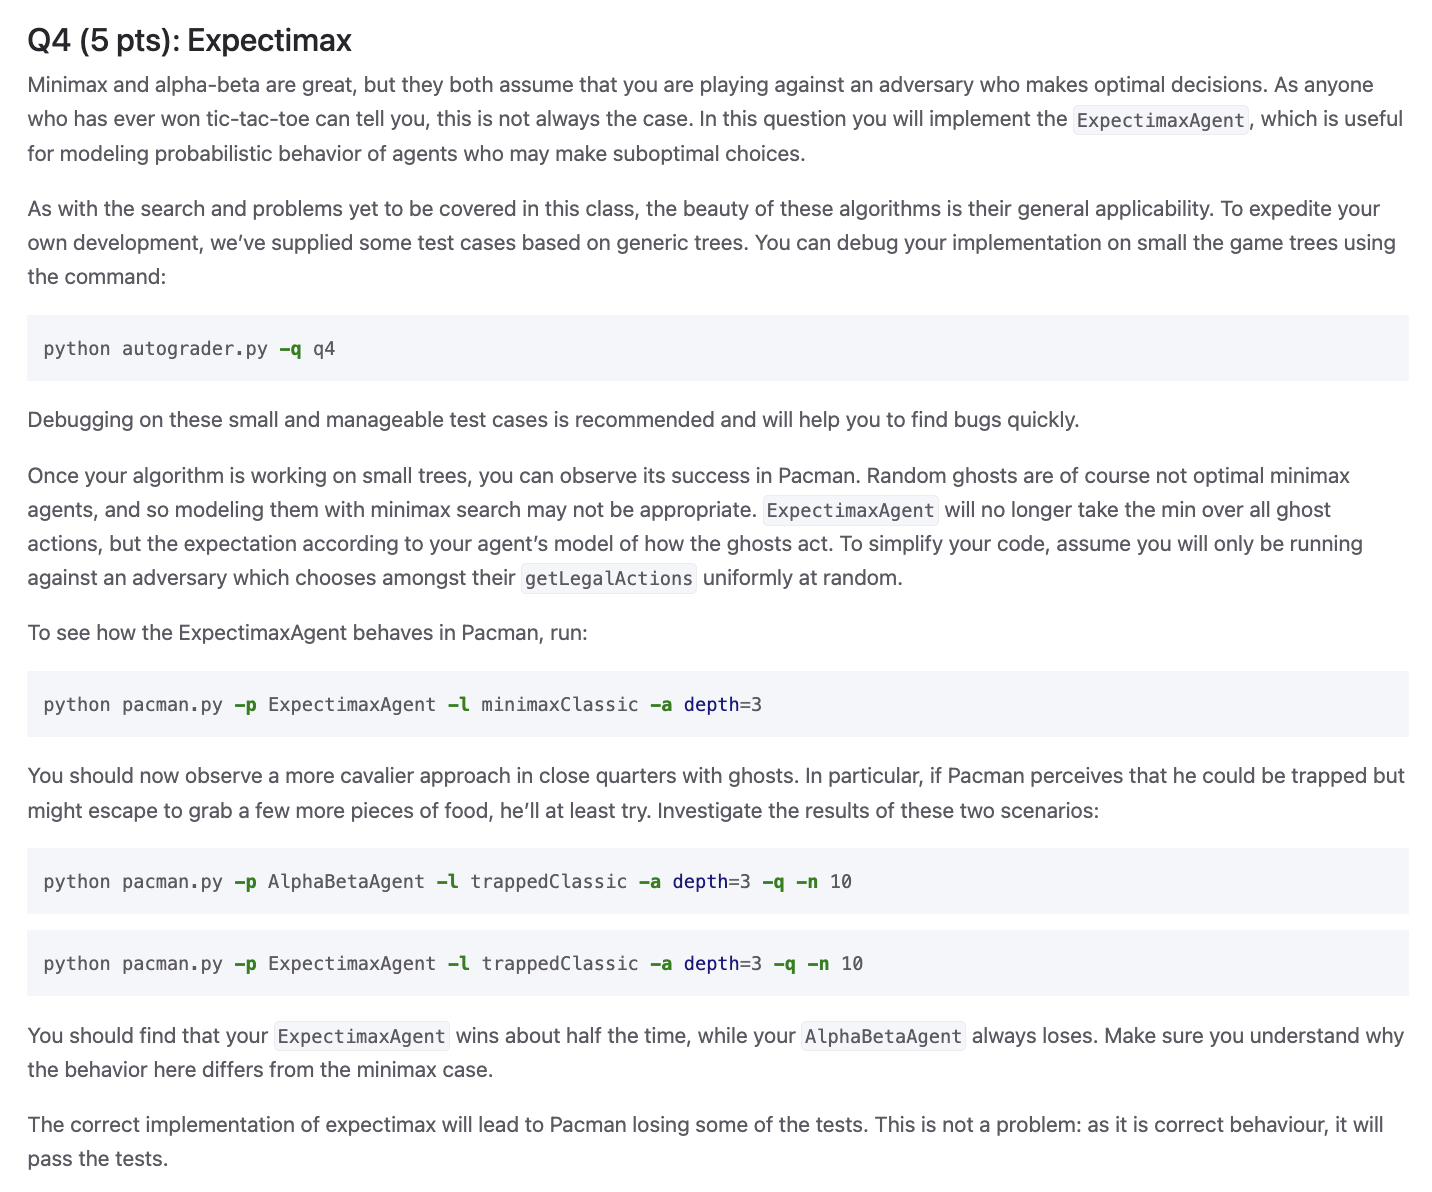 Q4 (5 pts): Expectimax
Minimax and alpha-beta are great, but they both assume that you are playing against an adversary who makes optimal decisions. As anyone
who has ever won tic-tac-toe can tell you, this is not always the case. In this question you will implement the ExpectimaxAgent, which is useful
for modeling probabilistic behavior of agents who may make suboptimal choices.
As with the search and problems yet to be covered in this class, the beauty of these algorithms is their general applicability. To expedite your
own development, we’ve supplied some test cases based on generic trees. You can debug your implementation on small the game trees using
the command:
python autograder.py -q q4
Debugging on these small and manageable test cases is recommended and will help you to find bugs quickly.
Once your algorithm is working on small trees, you can observe its success in Pacman. Random ghosts are of course not optimal minimax
agents, and so modeling them with minimax search may not be appropriate. ExpectimaxAgent will no longer take the min over all ghost
actions, but the expectation according to your agent’s model of how the ghosts act. To simplify your code, assume you will only be running
against an adversary which chooses amongst their getLegalActions uniformly at random.
To see how the ExpectimaxAgent behaves in Pacman, run:
python pacman.py -p ExpectimaxAgent -l minimaxClassic -a depth=3
You should now observe a more cavalier approach in close quarters with ghosts. In particular, if Pacman perceives that he could be trapped but
might escape to grab a few more pieces of food, he’ll at least try. Investigate the results of these two scenarios:
python pacman.py -p AlphaBetaAgent -l trappedClassic -a depth=3 -q -n 10
python pacman.py -p ExpectimaxAgent -l trappedClassic -a depth=3 -q -n 10
You should find that your ExpectimaxAgent wins about half the time, while your AlphaBetaAgent always loses. Make sure you understand why
the behavior here differs from the minimax case.
The correct implementation of expectimax will lead to Pacman losing some of the tests. This is not a problem: as it is correct behaviour, it will
pass the tests.